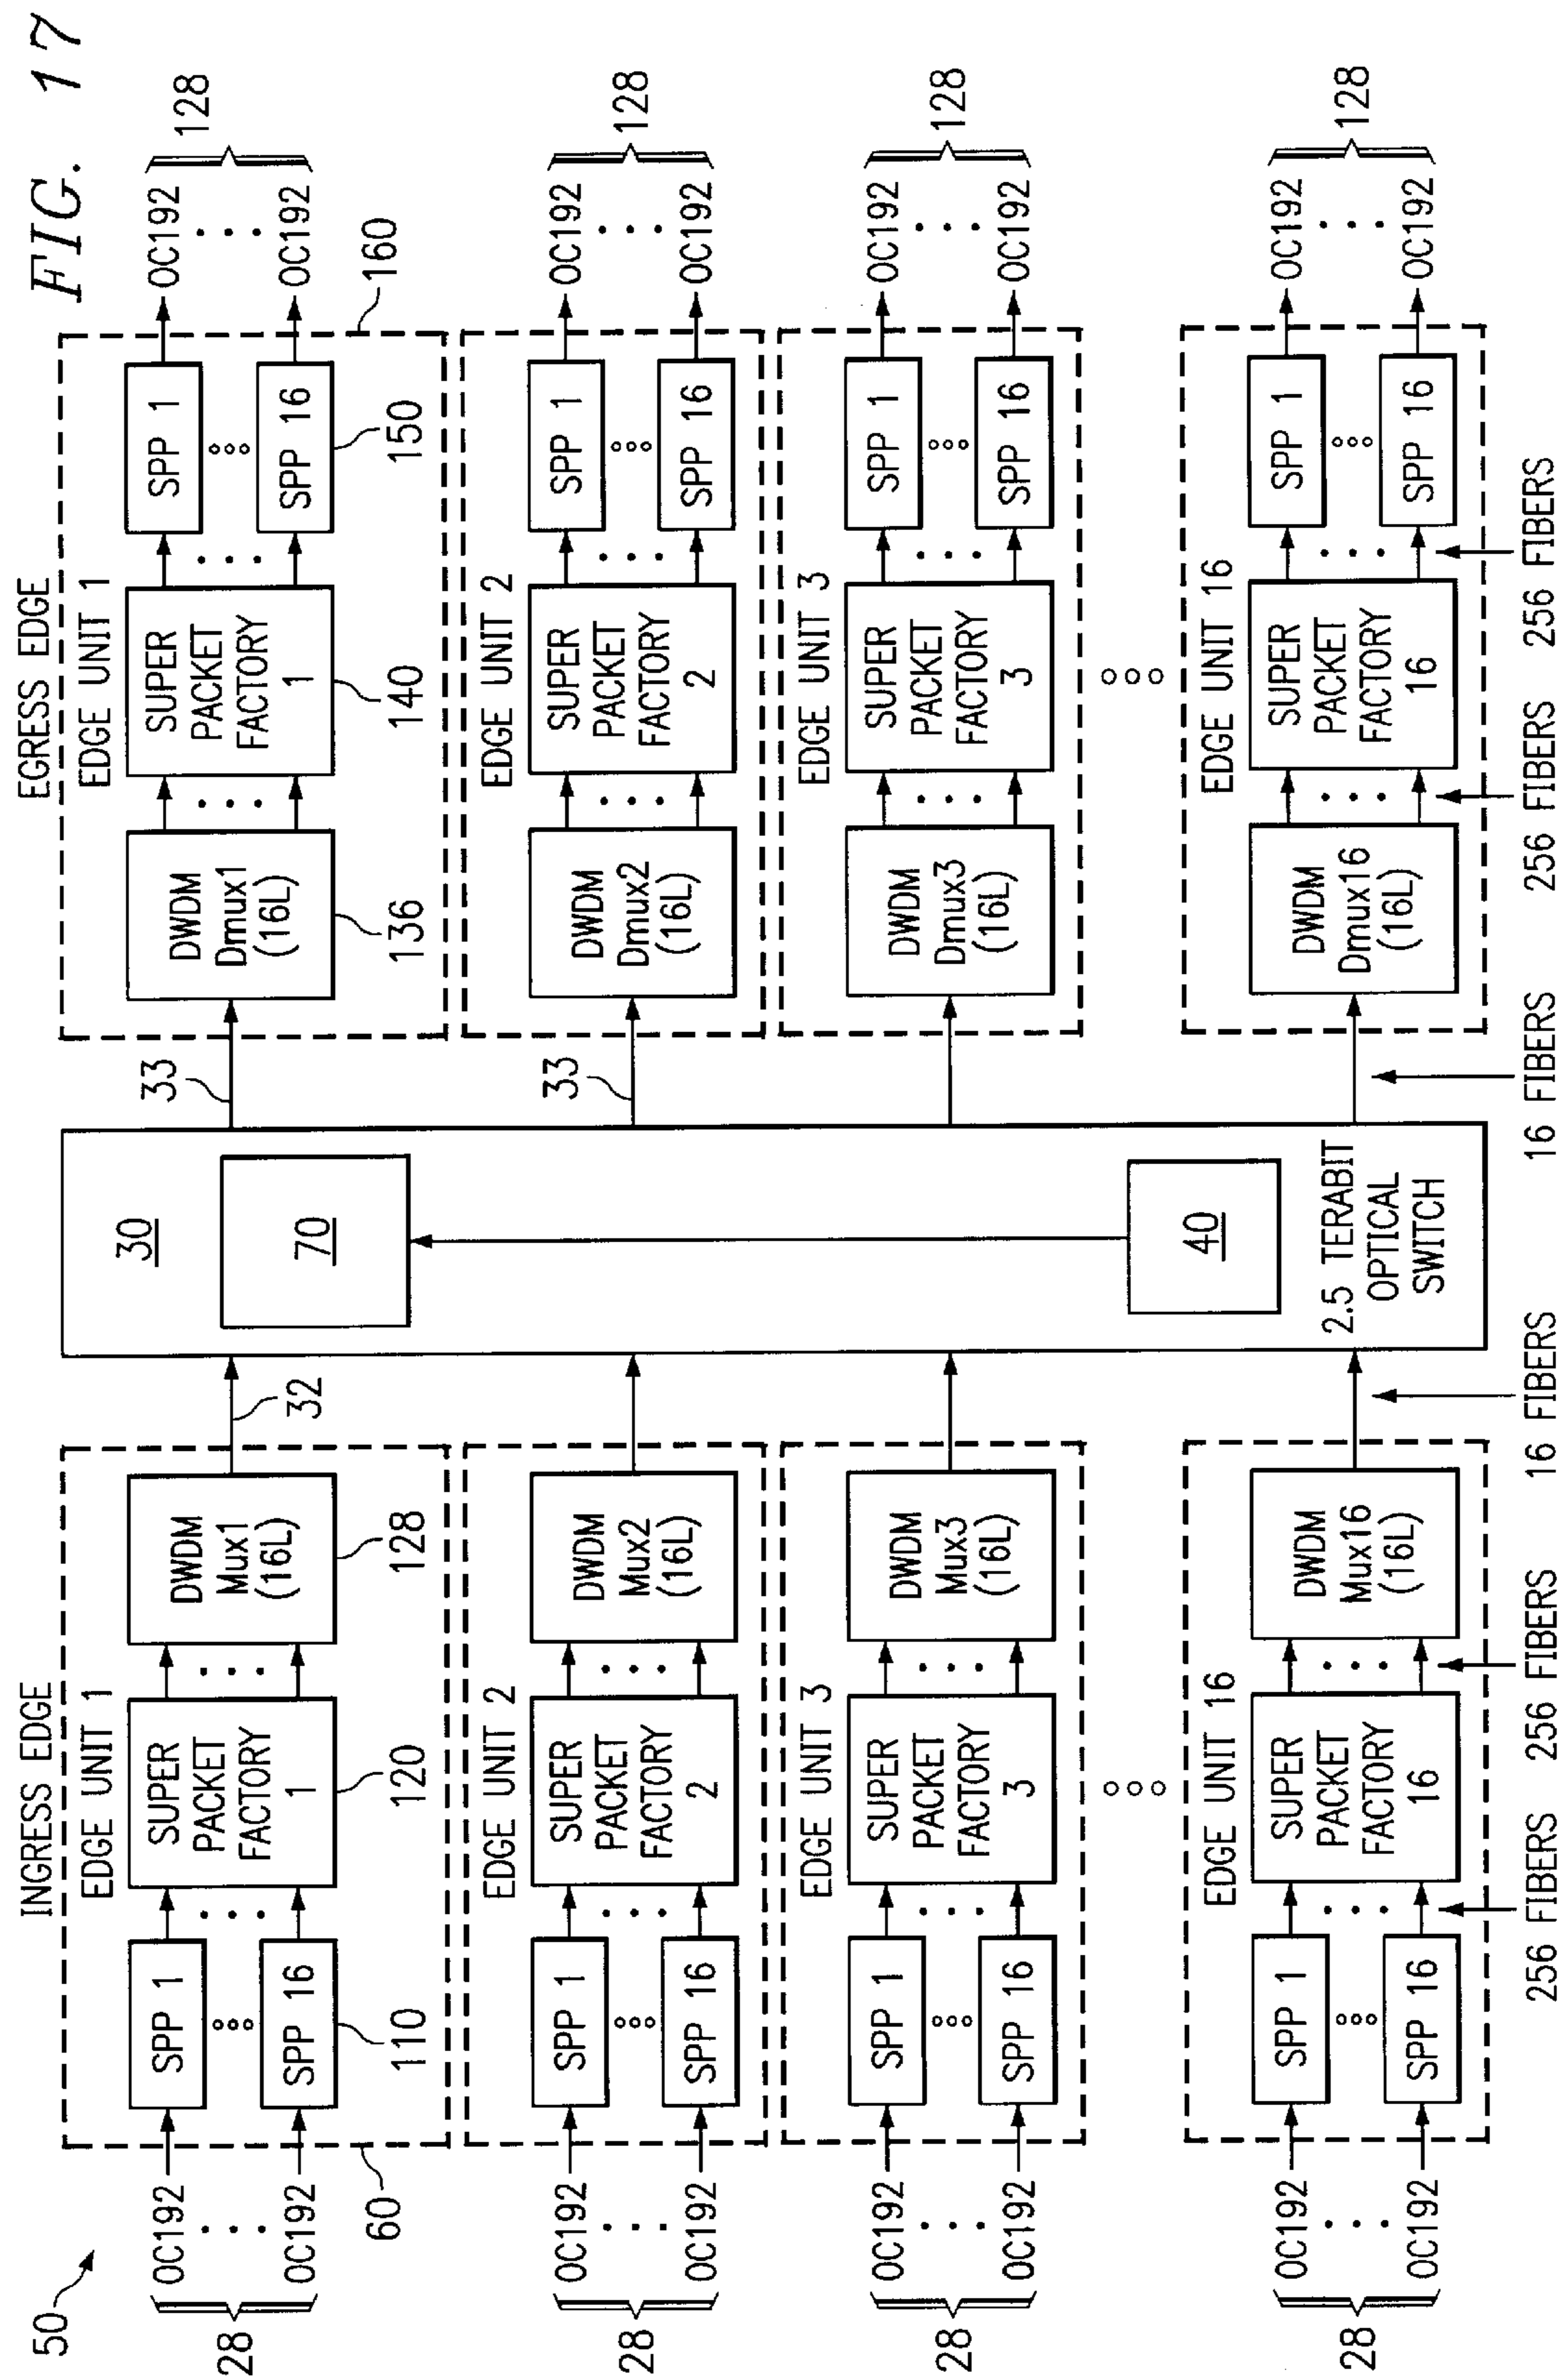 FIG. 17
50
INGRESS EDGE
EGRESS EDGE
EDGE UNIT 1
28
OC192
OC192
60
SPP 1
SPP 16
110
SUPER
PACKET
FACTORY
1
120
DWDM
Mux1
(16L)
128
32
30
70
33
EDGE UNIT 1
DWDM
Dmux1
(16L)
136
SUPER
PACKET
FACTORY
1
140
SPP 1
SPP 16
150
160
OC192
OC192
128
EDGE UNIT 2
28
OC192
OC192
SPP 1
SPP 16
SUPER
PACKET
FACTORY
2
DWDM
Mux2
(16L)
33
EDGE UNIT 2
DWDM
Dmux2
(16L)
SUPER
PACKET
FACTORY
2
SPP 1
SPP 16
OC192
OC192
128
EDGE UNIT 3
28
OC192
OC192
SPP 1
SPP 16
SUPER
PACKET
FACTORY
3
DWDM
Mux3
(16L)
EDGE UNIT 3
DWDM
Dmux3
(16L)
SUPER
PACKET
FACTORY
3
SPP 1
SPP 16
OC192
OC192
128
EDGE UNIT 16
28
OC192
OC192
SPP 1
SPP 16
SUPER
PACKET
FACTORY
16
DWDM
Mux16
(16L)
40
2.5 TERABIT
OPTICAL
SWITCH
EDGE UNIT 16
DWDM
Dmux16
(16L)
SUPER
PACKET
FACTORY
16
SPP 1
SPP 16
OC192
OC192
128
256 FIBERS
256 FIBERS
16 FIBERS
16 FIBERS
256 FIBERS
256 FIBERS